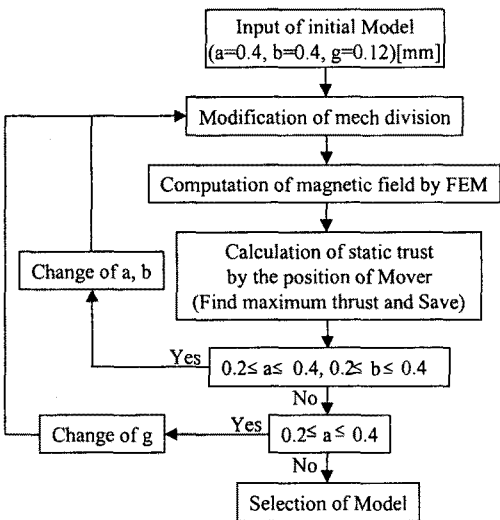 Input of initial Model
(a=0.4, b=0.4, g=0.12)[mm]
Modification of mech division
Computation of magnetic field by FEM
Calculation of static trust
by the position of Mover
(Find maximum thrust and Save)
Change of a, b
Yes
0.2≤ a≤ 0.4, 0.2≤ b≤ 0.4
No
Change of g
Yes
0.2≤ a ≤ 0.4
No
Selection of Model